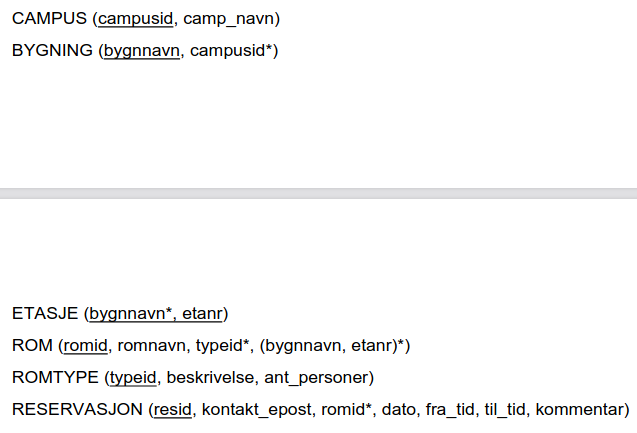 CAMPUS (campusid, camp_navn)
BYGNING (bygnnavn, campusid*)
ETASJE (bygnnavn*, etanr)
ROM (romid, romnavn, typeid*, (bygnnavn, etanr)*)
ROMTYPE (typeid, beskrivelse, ant_personer)
RESERVASJON (resid, kontakt_epost, romid*, dato, fra_tid, til_tid, kommentar)